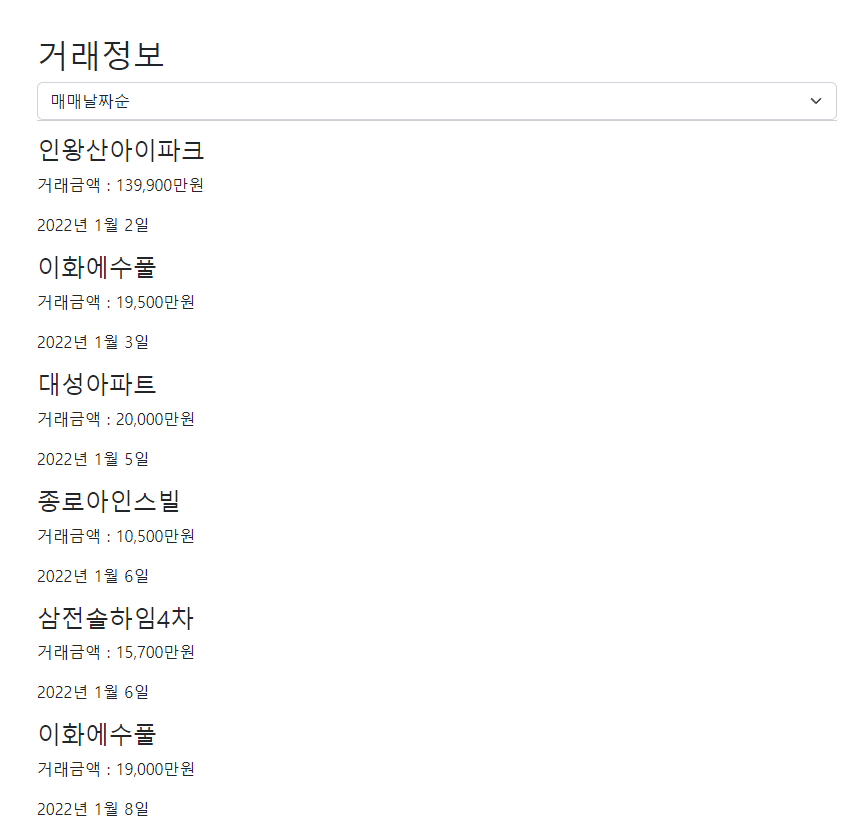 거래정보
매매날짜순
인왕산아이파크
거래금액 : 139,900만원
2022년 1월 2일
이화에수풀
거래금액 : 19,500만원
2022년 1월 3일
대성아파트
거래금액 : 20,000만원
2022년 1월 5일
종로아인스빌
거래금액 : 10,500만원
2022년 1월 6일
삼전솔하임4차
거래금액 : 15,700만원
2022년 1월 6일
이화에수풀
거래금액 : 19,000만원
2022년 1월 8일